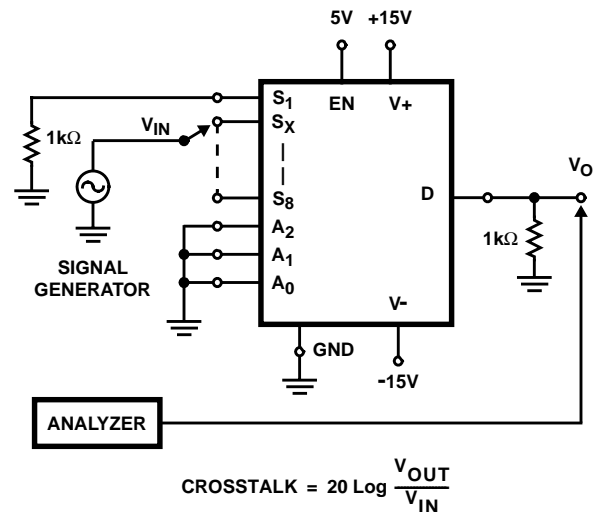 5V +15V
S1 EN V+
1kΩ VIN SX
S8 D VO
A2 1kΩ
SIGNAL A1
GENERATOR A0
V-
GND
-15V
ANALYZER
CROSSTALK = 20 Log VOUT
VIN